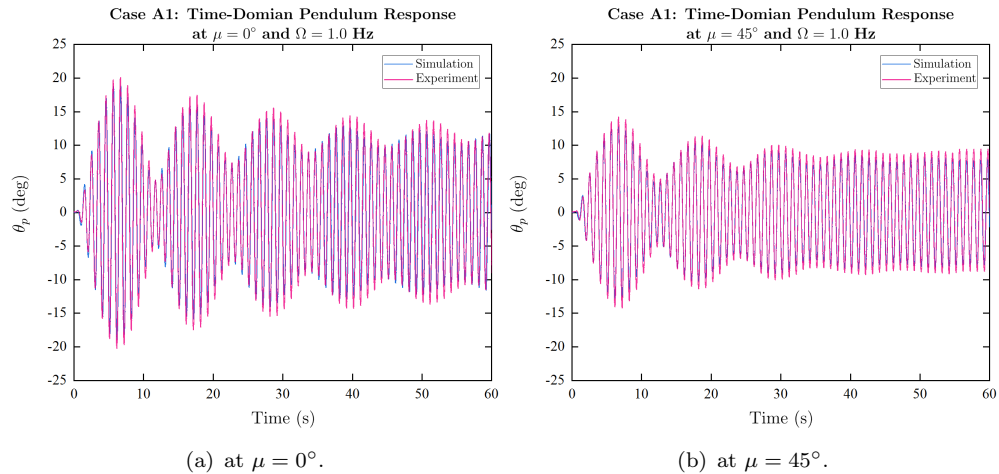 Case A1: Time-Domian Pendulum Response
at μ = 0° and Ω = 1.0 Hz
25
20
15
10
5
0
-5
-10
-15
-20
-25
θp (deg)
Simulation
Experiment
0
10
20
30
40
50
60
Time (s)
(a) at μ = 0°.
Case A1: Time-Domian Pendulum Response
at μ = 45° and Ω = 1.0 Hz
25
20
15
10
5
0
-5
-10
-15
-20
-25
θp (deg)
Simulation
Experiment
0
10
20
30
40
50
60
Time (s)
(b) at μ = 45°.